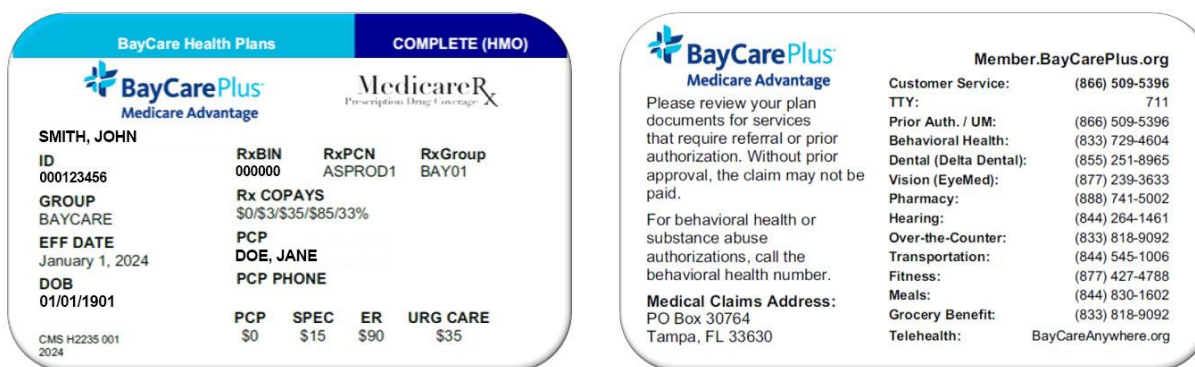 BayCare Health Plans
COMPLETE (HMO)
BayCarePlus
Medicare Advantage
MedicareRx
Prescription Drug Coverage
SMITH, JOHN
ID
000123456
GROUP
BAYCARE
EFF DATE
January 1, 2024
DOB
01/01/1901
CMS H2235 001
2024
RxBIN RxPCN RxGroup
000000 ASPROD1 BAY01
Rx COPAYS
$0/$3/$35/$85/33%
PCP
DOE, JANE
PCP PHONE
PCP SPEC ER URG CARE
$0 $15 $90 $35
BayCarePlus
Medicare Advantage
Please review your plan
documents for services
that require referral or prior
authorization. Without prior
approval, the claim may not be
paid.
For behavioral health or
substance abuse
authorizations, call the
behavioral health number.
Medical Claims Address:
PO Box 30764
Tampa, FL 33630
Member.BayCarePlus.org
Customer Service: (866) 509-5396
TTY: 711
Prior Auth. / UM: (866) 509-5396
Behavioral Health: (833) 729-4604
Dental (Delta Dental): (855) 251-8965
Vision (EyeMed): (877) 239-3633
Pharmacy: (888) 741-5002
Hearing: (844) 264-1461
Over-the-Counter: (833) 818-9092
Transportation: (844) 545-1006
Fitness: (877) 427-4788
Meals: (844) 830-1602
Grocery Benefit: (833) 818-9092
Telehealth: BayCareAnywhere.org